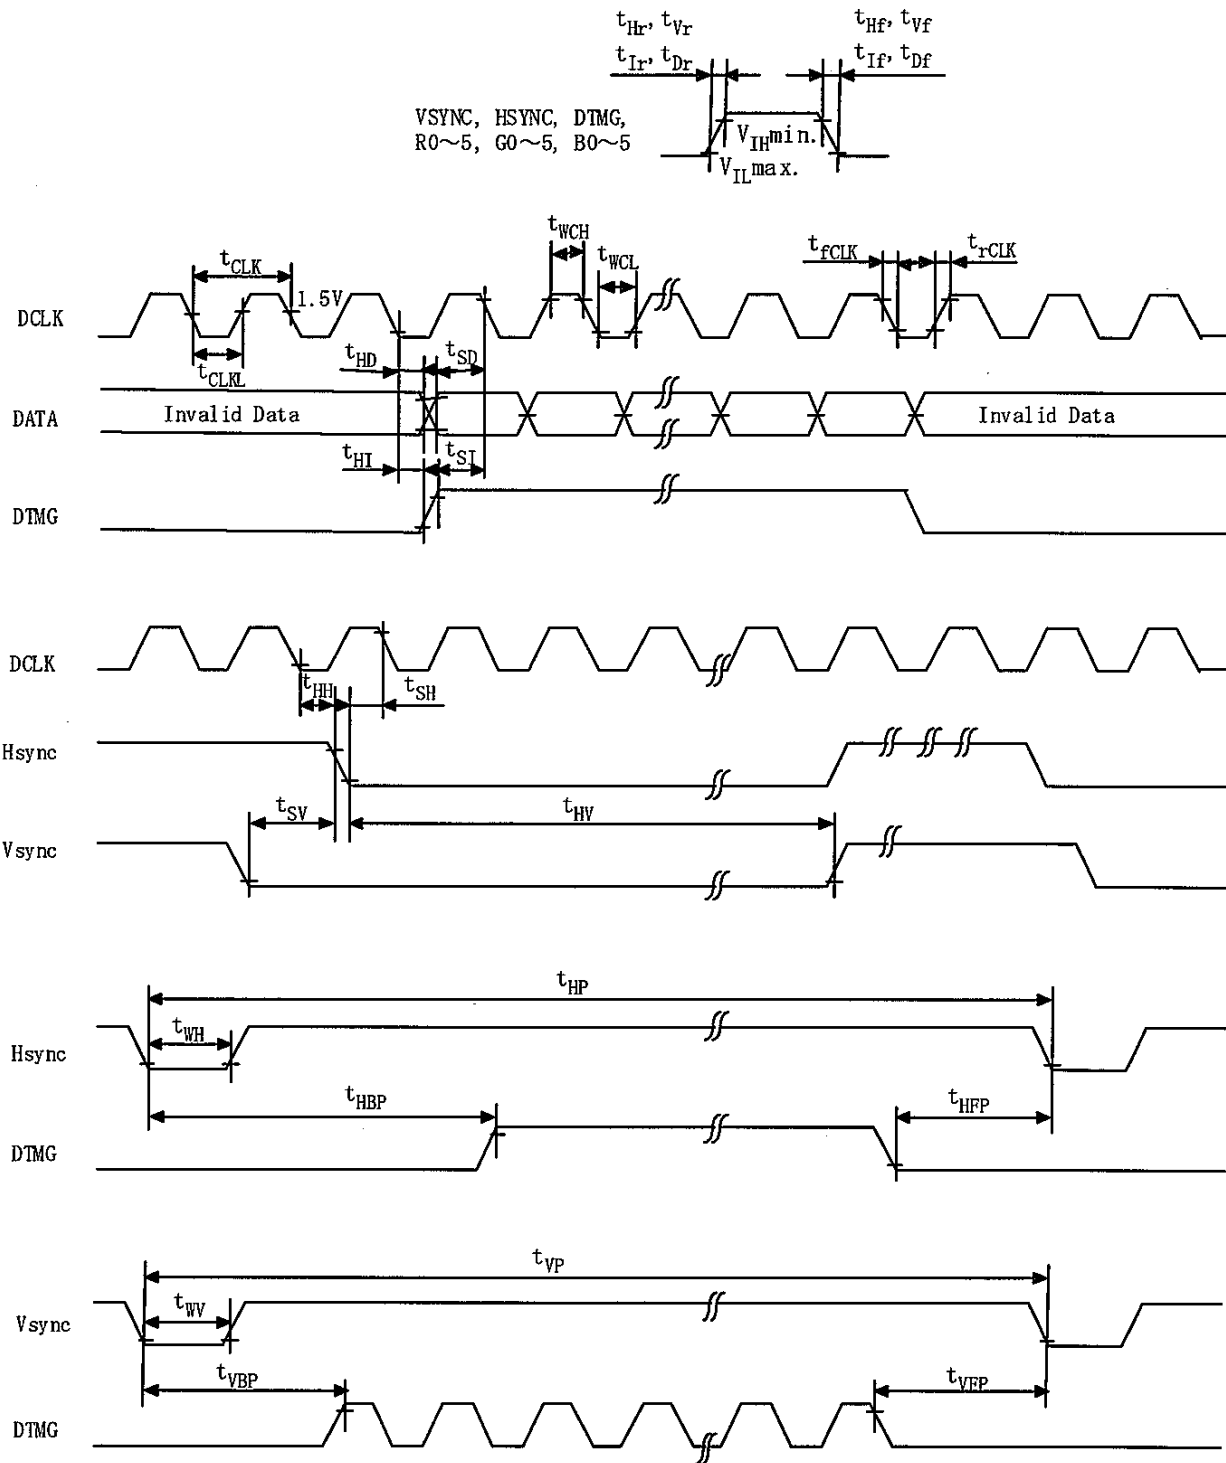 tHr, tVr
tHf, tVf
tIr, tDr
tIf, tDf
VSYNC, HSYNC, DTMG,
R0～5, G0～5, B0～5
VIHmin.
VILmax.
tCLK
tWCH
tWCL
tfCLK
trCLK
1.5V
DCLK
tCLKL
tHD
tSD
DATA
Invalid Data
Invalid Data
tHI
tSI
DTMG
DCLK
tHH
tSH
Hsync
tSV
tHV
Vsync
tHP
Hsync
tWH
tHBP
tHFP
DTMG
tVP
Vsync
tWV
tVBP
tVFP
DTMG